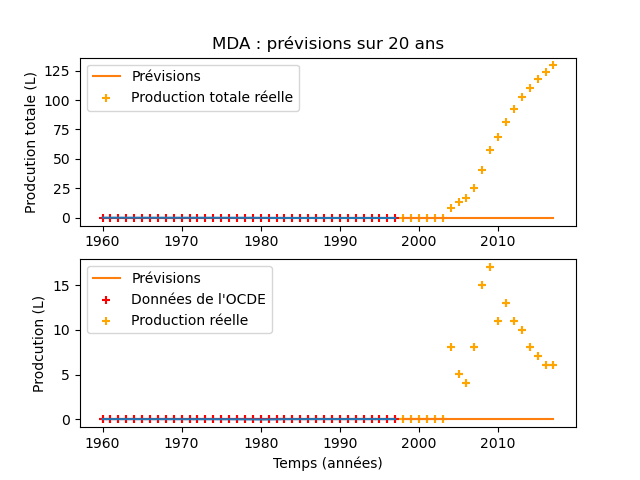 MDA : prévisions sur 20 ans
Prodcution totale (L)
125
100
75
50
25
0
Prévisions
Production totale réelle
1960 1970 1980 1990 2000 2010
Prodcution (L)
15
10
5
0
Prévisions
Données de l'OCDE
Production réelle
1960 1970 1980 1990 2000 2010
Temps (années)